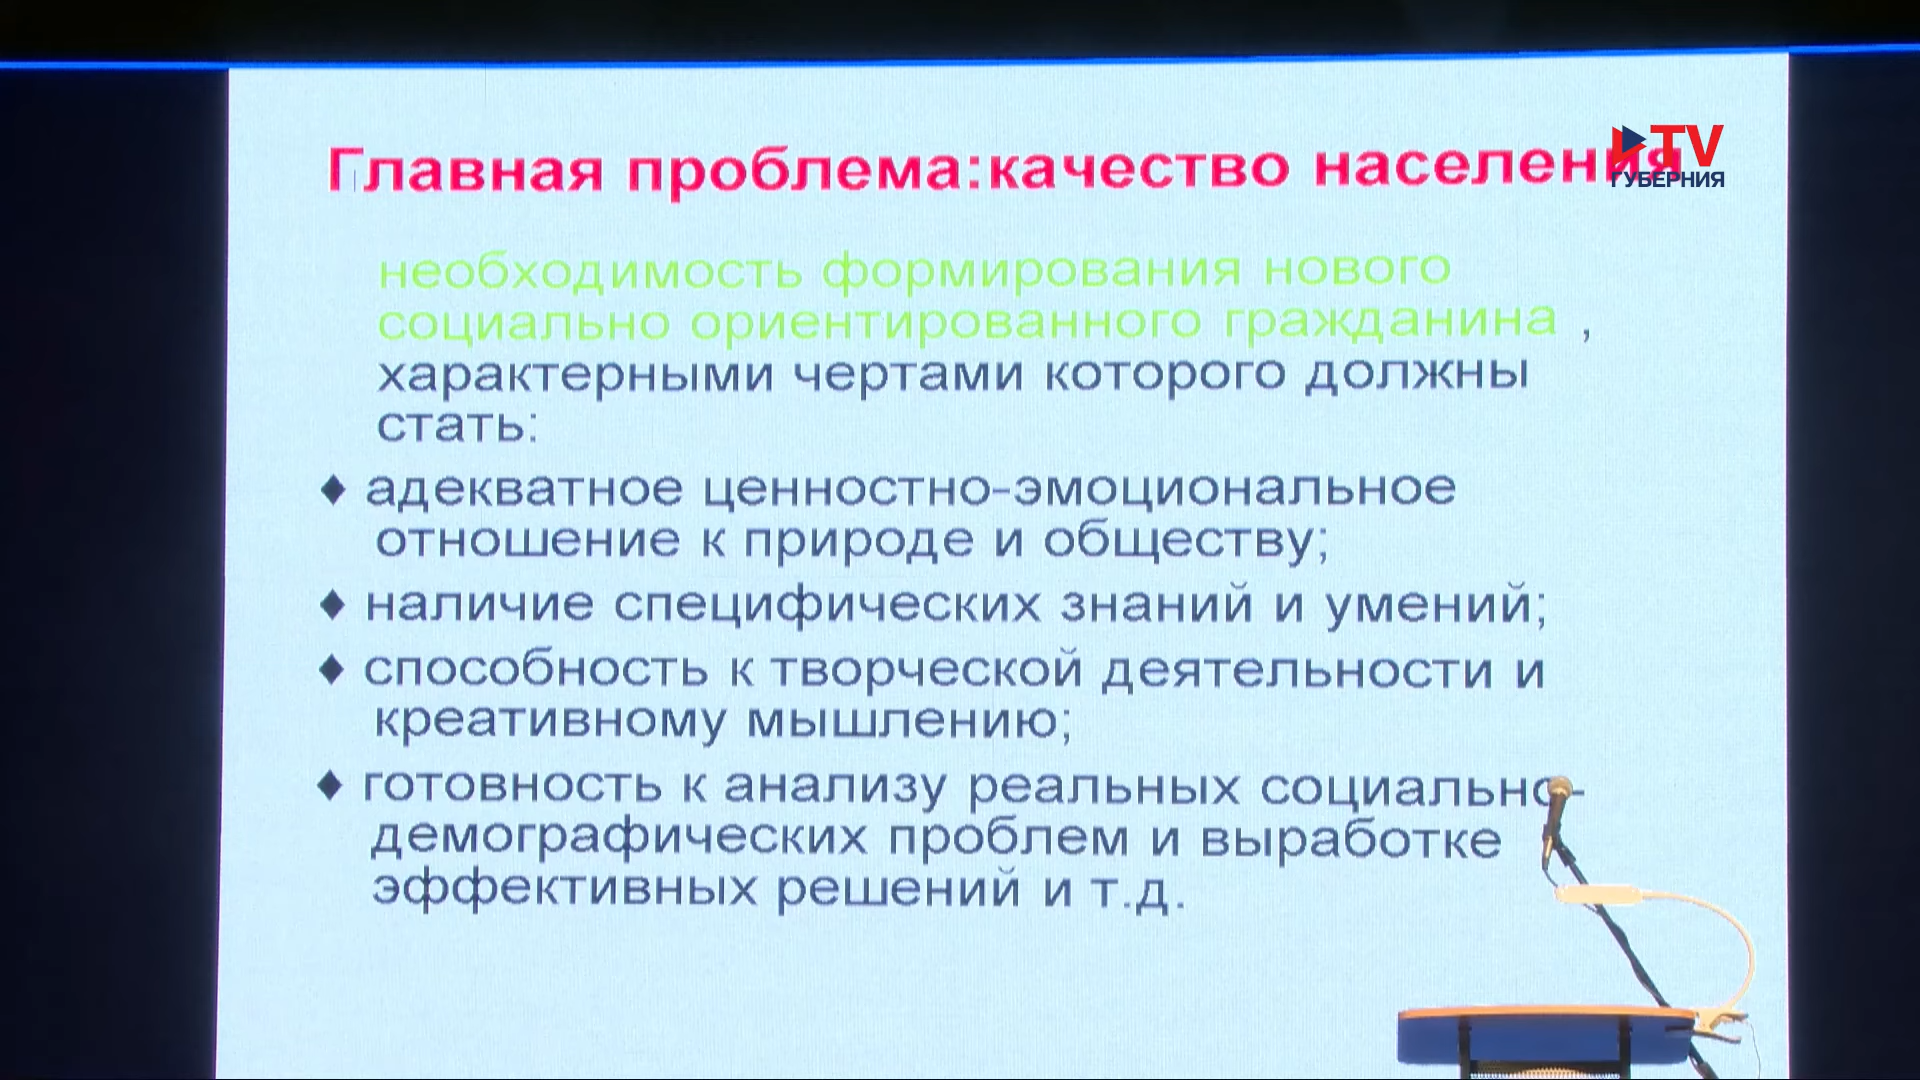 Главная проблема:качество населения
TV
ГУБЕРНИЯ
необходимость формирования нового
социально ориентированного гражданина ,
характерными чертами которого должны
стать:
♦ адекватное ценностно-эмоциональное
отношение к природе и обществу;
♦ наличие специфических знаний и умений;
♦ способность к творческой деятельности и
креативному мышлению;
♦ готовность к анализу реальных социально-
демографических проблем и выработке
эффективных решений и т.д.